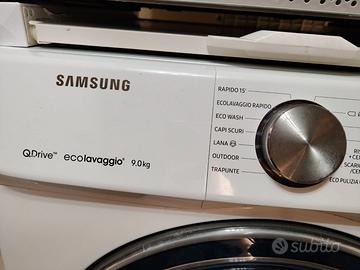 SAMSUNG
QDrive™ ecolavaggio® 9.0kg
RAPIDO 15'
ECOLAVAGGIO RAPIDO
ECO WASH
CAPI SCURI
LANA
OUTDOOR
TRAPUNTE
ECO PULIZIA
subito